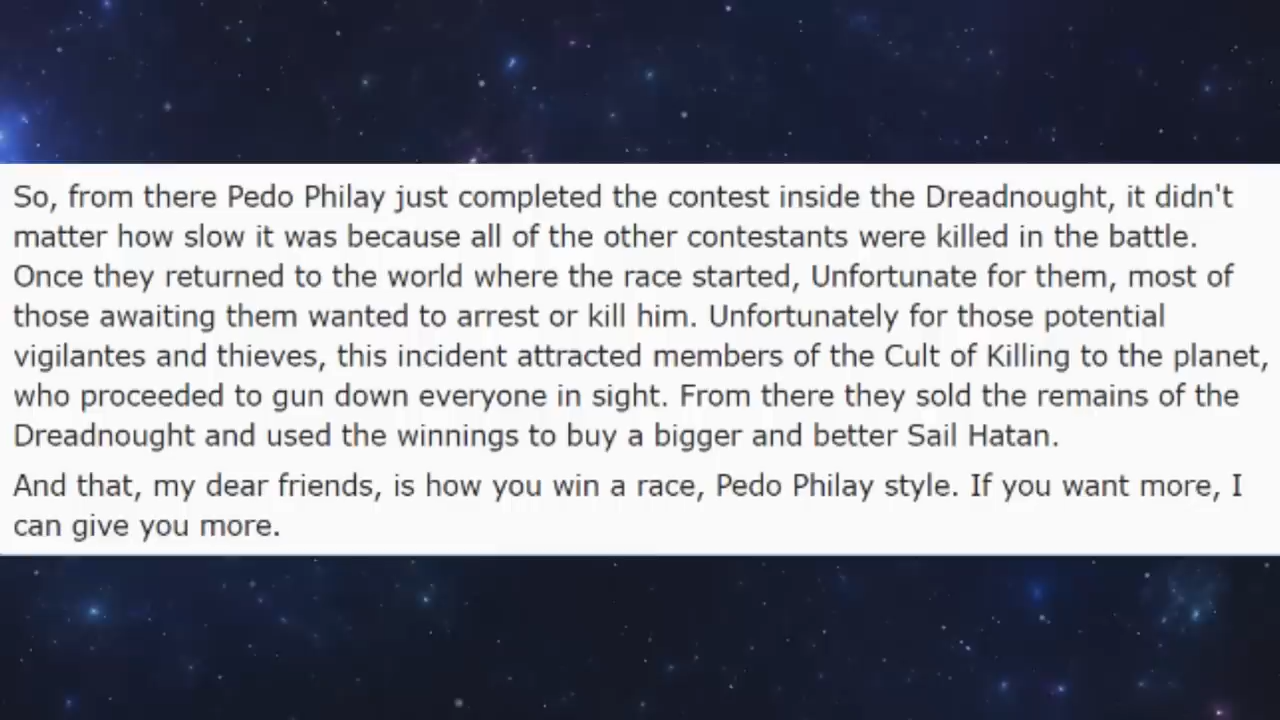 So, from there Pedo Philay just completed the contest inside the Dreadnought, it didn't
matter how slow it was because all of the other contestants were killed in the battle.
Once they returned to the world where the race started, Unfortunate for them, most of
those awaiting them wanted to arrest or kill him. Unfortunately for those potential
vigilantes and thieves, this incident attracted members of the Cult of Killing to the planet,
who proceeded to gun down everyone in sight. From there they sold the remains of the
Dreadnought and used the winnings to buy a bigger and better Sail Hatan.
And that, my dear friends, is how you win a race, Pedo Philay style. If you want more, I
can give you more.